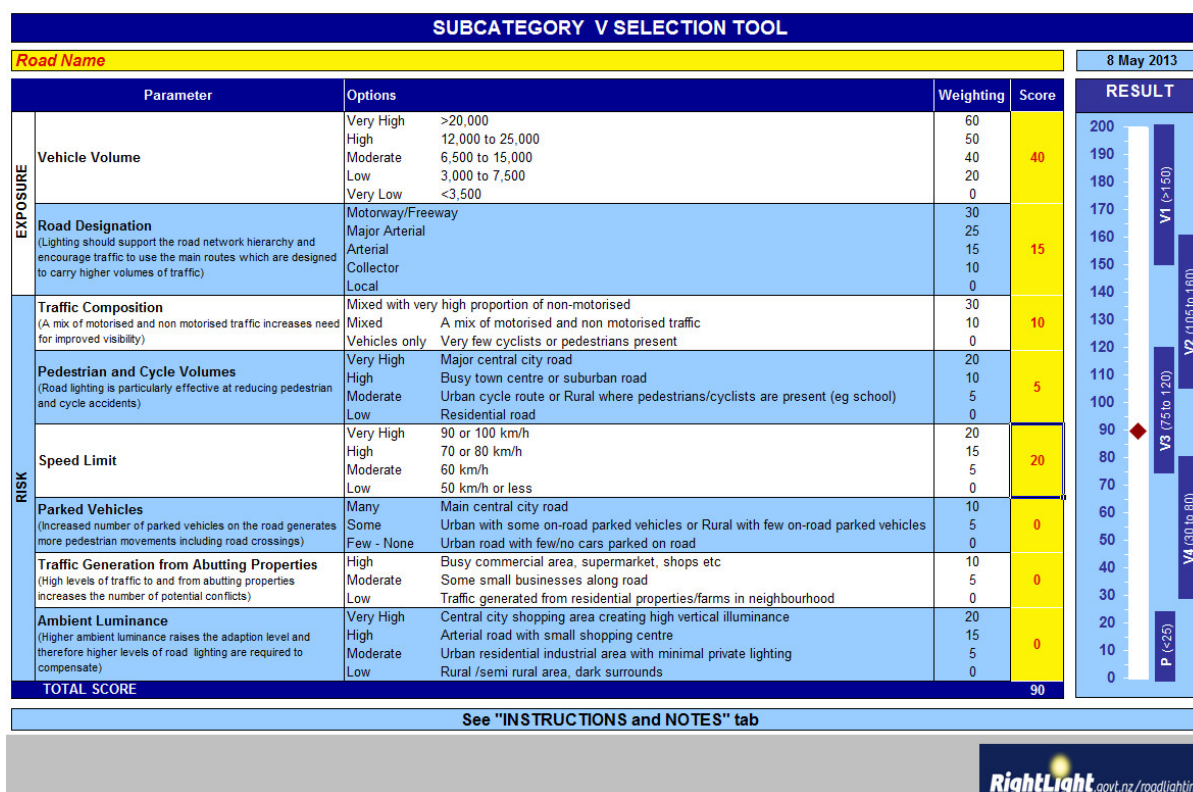 SUBCATEGORY V SELECTION TOOL
Road Name
8 May 2013
Parameter Options Weighting Score
RESULT
EXPOSURE
Vehicle Volume
Very High >20,000 60
High 12,000 to 25,000 50
Moderate 6,500 to 15,000 40
Low 3,000 to 7,500 20
Very Low <3,500 0
40
Road Designation
(Lighting should support the road network hierarchy and
encourage traffic to use the main routes which are designed
to carry higher volumes of traffic)
Motorway/Freeway 30
Major Arterial 25
Arterial 15
Collector 10
Local 0
15
RISK
Traffic Composition
(A mix of motorised and non motorised traffic increases need
for improved visibility)
Mixed with very high proportion of non-motorised 30
Mixed A mix of motorised and non motorised traffic 10
Vehicles only Very few cyclists or pedestrians present 0
10
Pedestrian and Cycle Volumes
(Road lighting is particularly effective at reducing pedestrian
and cycle accidents)
Very High Major central city road 20
High Busy town centre or suburban road 10
Moderate Urban cycle route or Rural where pedestrians/cyclists are present (eg school) 5
Low Residential road 0
5
Speed Limit
Very High 90 or 100 km/h 20
High 70 or 80 km/h 15
Moderate 60 km/h 5
Low 50 km/h or less 0
20
Parked Vehicles
(Increased number of parked vehicles on the road generates
more pedestrian movements including road crossings)
Many Main central city road 10
Some Urban with some on-road parked vehicles or Rural with few on-road parked vehicles 5
Few - None Urban road with few/no cars parked on road 0
0
Traffic Generation from Abutting Properties
(High levels of traffic to and from abutting properties
increases the number of potential conflicts)
High Busy commercial area, supermarket, shops etc 10
Moderate Some small businesses along road 5
Low Traffic generated from residential properties/farms in neighbourhood 0
0
Ambient Luminance
(Higher ambient luminance raises the adaption level and
therefore higher levels of road lighting are required to
compensate)
Very High Central city shopping area creating high vertical illuminance 20
High Arterial road with small shopping centre 15
Moderate Urban residential industrial area with minimal private lighting 5
Low Rural /semi rural area, dark surrounds 0
0
TOTAL SCORE 90
200
190
180
170
160
150
140
130
120
110
100
90
80
70
60
50
40
30
20
10
0
V1 (>150)
V2 (105 to 160)
V3 (75 to 120)
V4 (30 to 80)
P (<25)
See "INSTRUCTIONS and NOTES" tab
RightLight.govt.nz/roadlightin